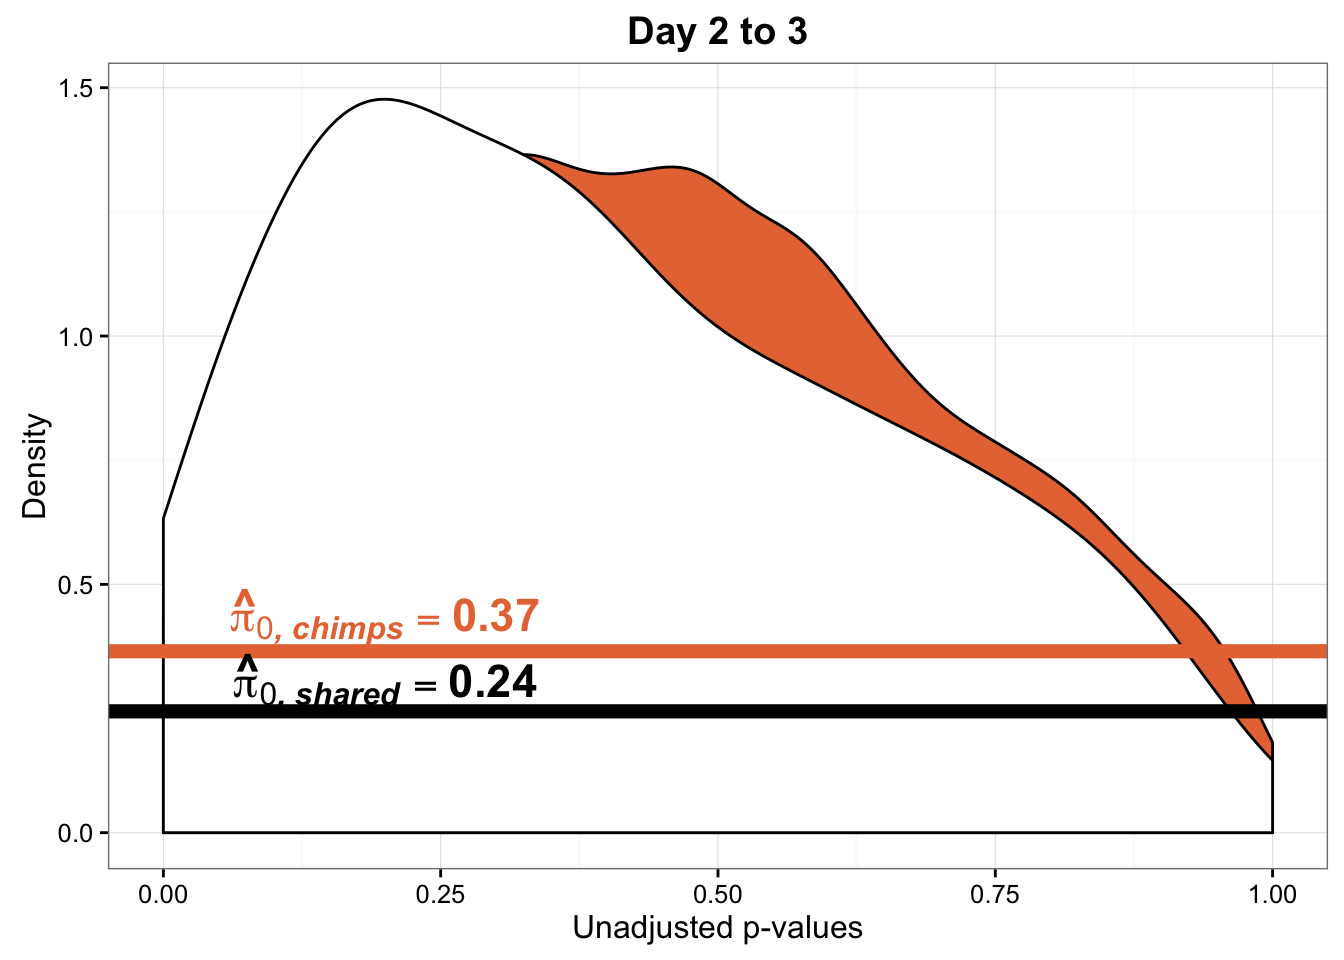 Day 2 to 3
1.5
1.0
0.5
0.0
Density
π̂0, chimps = 0.37
π̂0, shared = 0.24
0.00 0.25 0.50 0.75 1.00
Unadjusted p-values